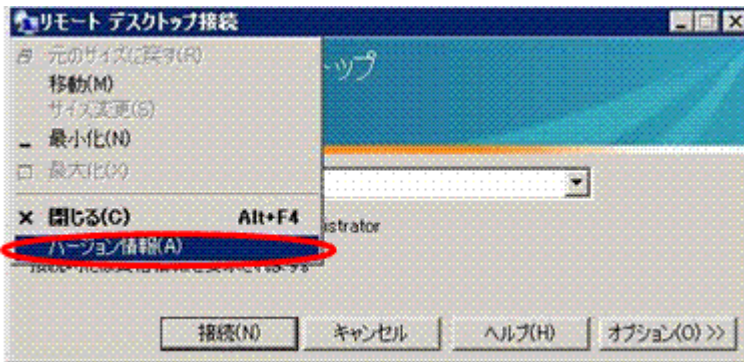 リモート デスクトップ接続
元のサイズに戻す(R)
ップ
移動(M)
サイズ変更(S)
最小化(N)
最大化(X)
閉じる(C) Alt+F4
istrator
バージョン情報(A)
接続(N) キャンセル ヘルプ(H) オプション(O) >>